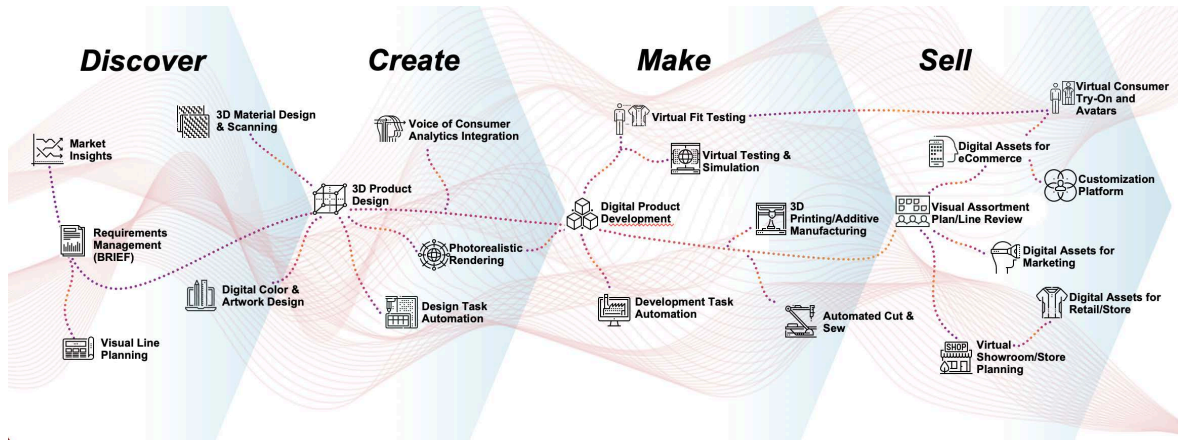 Discover
Create
Make
Sell
Market
Insights
3D Material Design
& Scanning
Requirements
Management
(BRIEF)
Digital Color &
Artwork Design
Visual Line
Planning
3D Product
Design
Voice of Consumer
Analytics Integration
Photorealistic
Rendering
Design Task
Automation
Virtual Fit Testing
Virtual Testing &
Simulation
Digital Product
Development
3D
Printing/Additive
Manufacturing
Development Task
Automation
Automated Cut &
Sew
Virtual Consumer
Try-On and
Avatars
Digital Assets for
eCommerce
Customization
Platform
Visual Assortment
Plan/Line Review
Digital Assets for
Marketing
Digital Assets for
Retail/Store
SHOP
Virtual
Showroom/Store
Planning